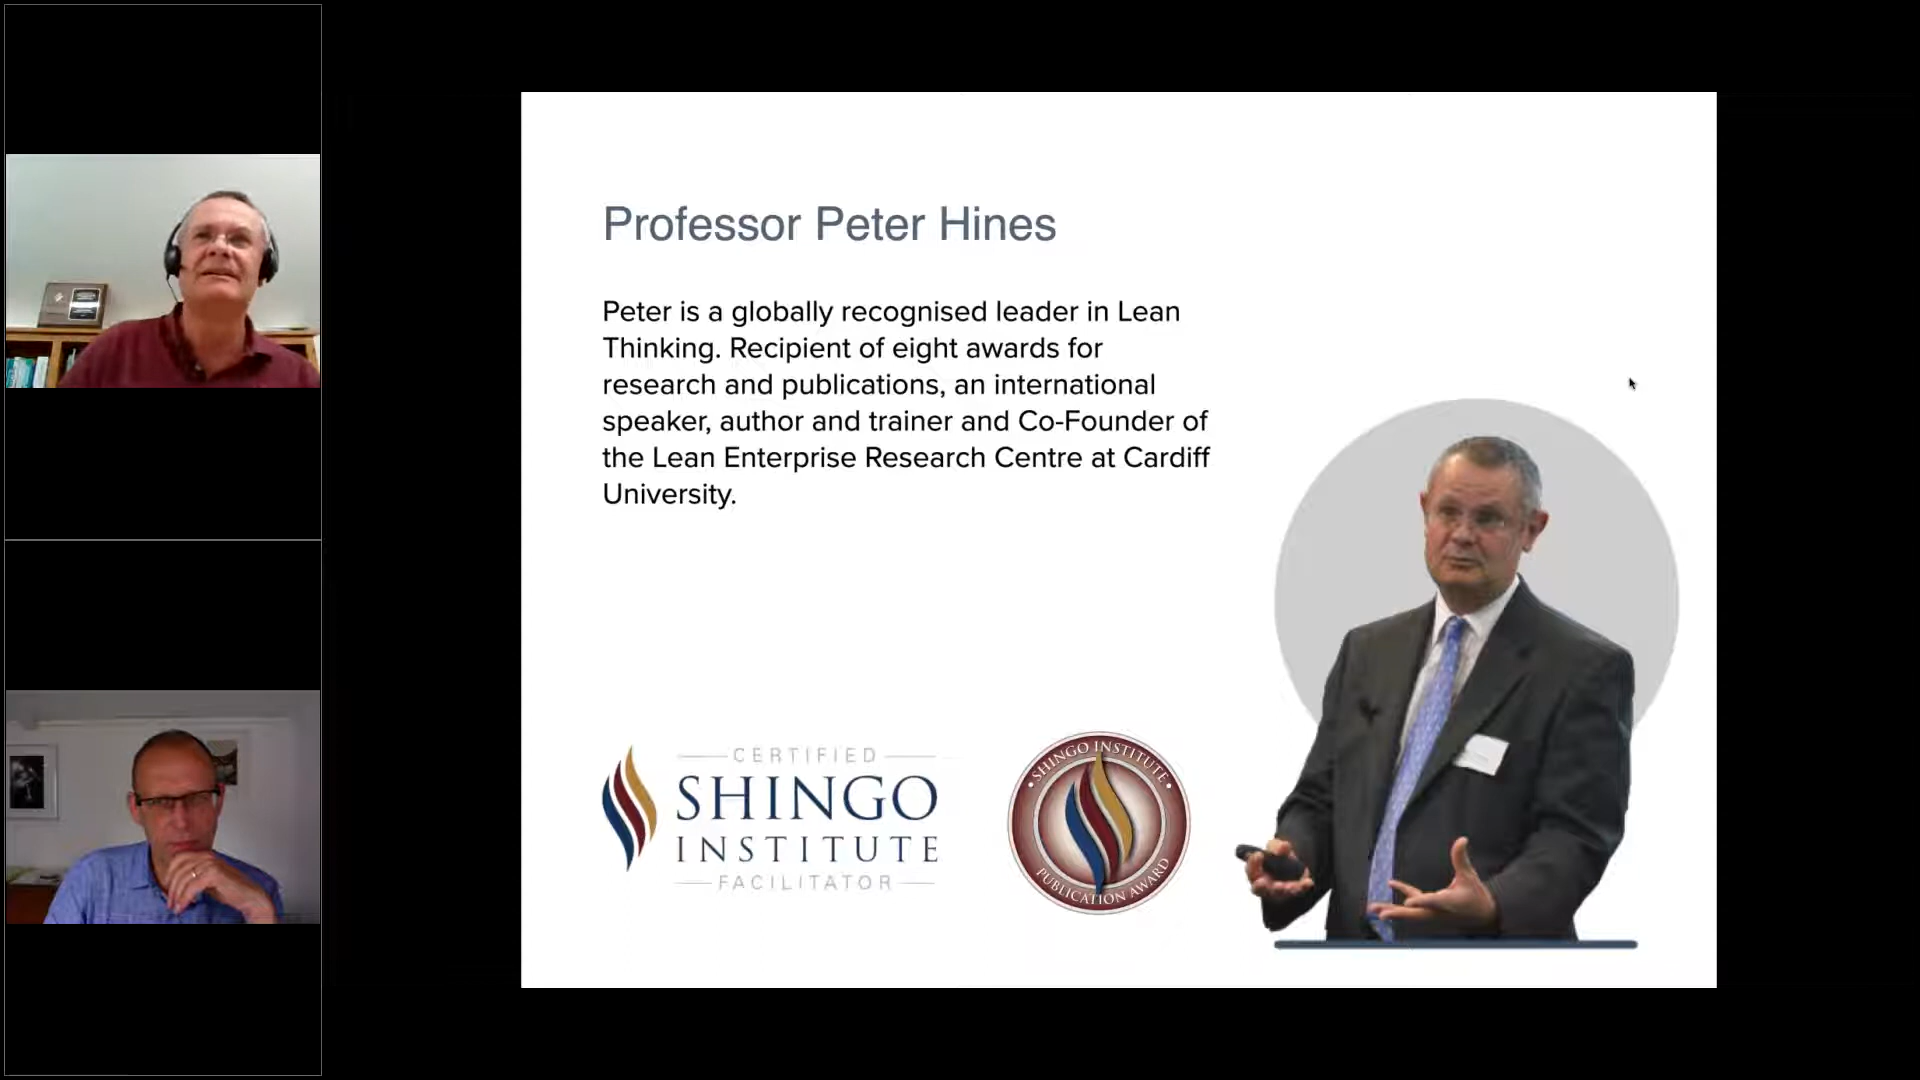 Professor Peter Hines
Peter is a globally recognised leader in Lean
Thinking. Recipient of eight awards for
research and publications, an international
speaker, author and trainer and Co-Founder of
the Lean Enterprise Research Centre at Cardiff
University.
CERTIFIED
SHINGO
INSTITUTE
FACILITATOR
SHINGO INSTITUTE
PUBLICATION AWARD